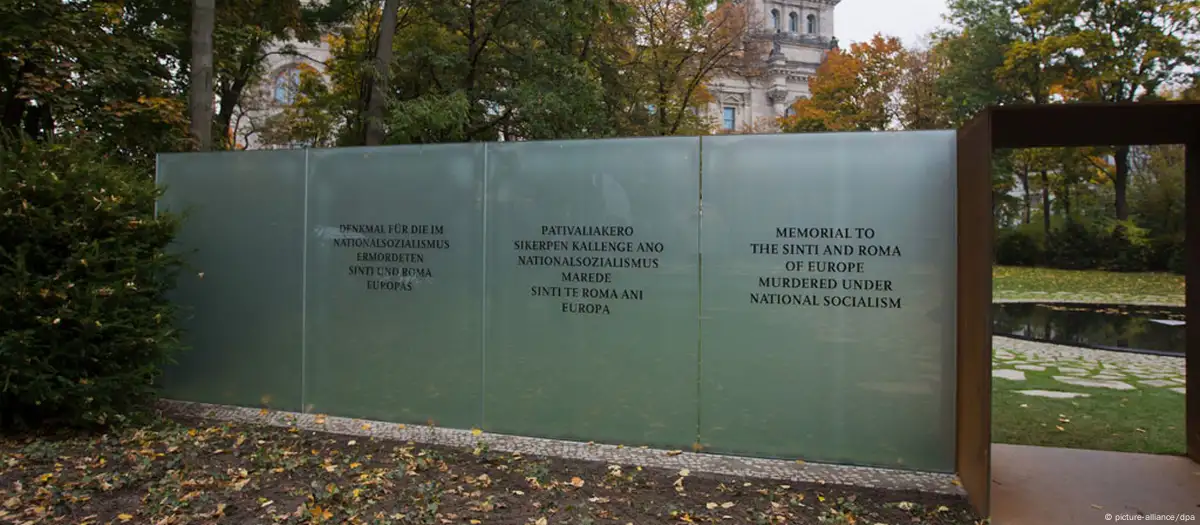 DENKMAL FÜR DIE IM
NATIONALSOZIALISMUS
ERMORDETEN
SINTI UND ROMA
EUROPAS
PATIVALIAKERO
SIKERPEN KALLENGE ANO
NATIONALSOZIALISMUS
MAREDE
SINTI TE ROMA ANI
EUROPA
MEMORIAL TO
THE SINTI AND ROMA
OF EUROPE
MURDERED UNDER
NATIONAL SOCIALISM
© picture-alliance/dpa